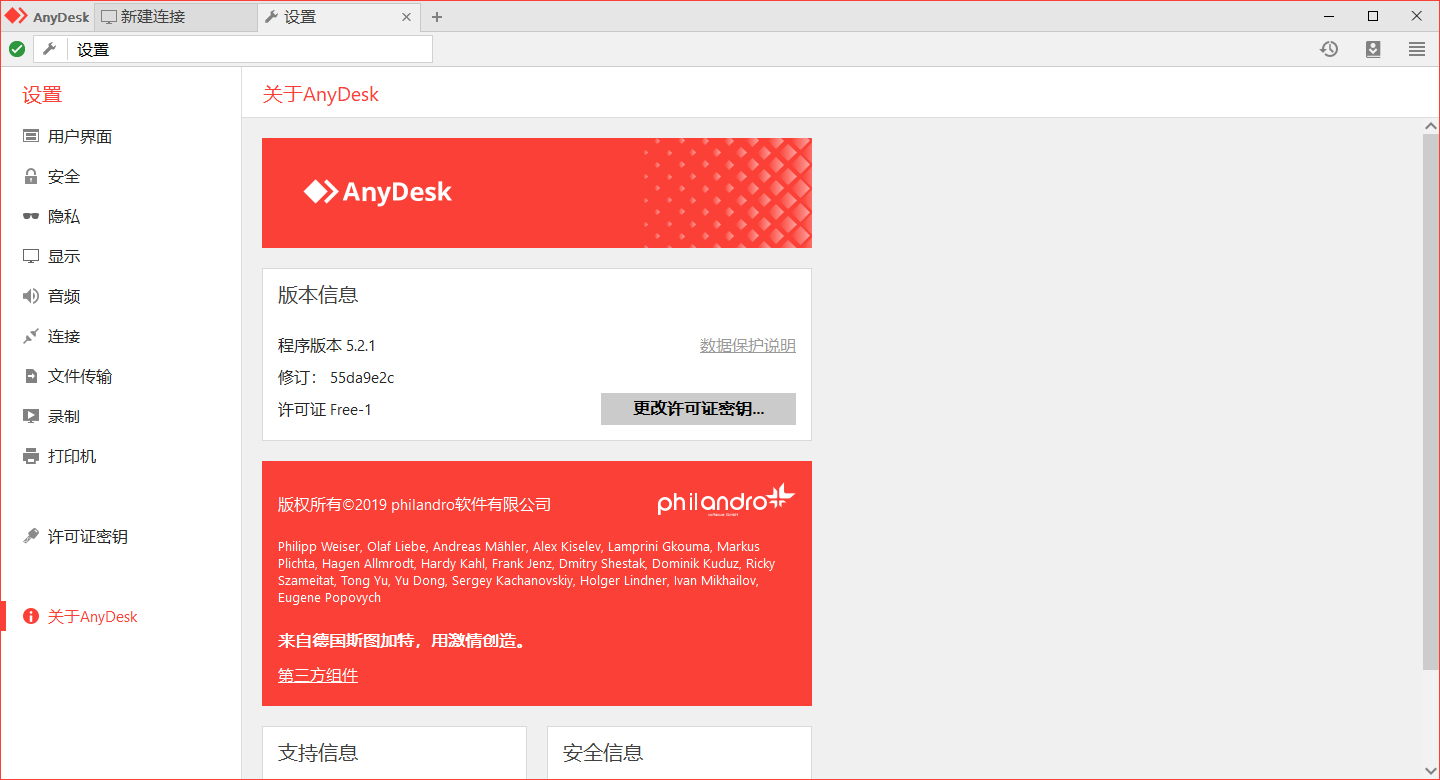 AnyDesk
新建连接
设置
设置
设置
用户界面
安全
隐私
显示
音频
连接
文件传输
录制
打印机
许可证密钥
关于AnyDesk
关于AnyDesk
AnyDesk
版本信息
程序版本 5.2.1
数据保护说明
修订： 55da9e2c
许可证 Free-1
更改许可证密钥...
版权所有©2019 philandro软件有限公司
philandro
Philipp Weiser, Olaf Liebe, Andreas Mähler, Alex Kiselev, Lamprini Gkouma, Markus
Plichta, Hagen Allmrodt, Hardy Kahl, Frank Jenz, Dmitry Shestak, Dominik Kuduz, Ricky
Szameitat, Tong Yu, Yu Dong, Sergey Kachanovskiy, Holger Lindner, Ivan Mikhailov,
Eugene Popovych
来自德国斯图加特，用激情创造。
第三方组件
支持信息
安全信息